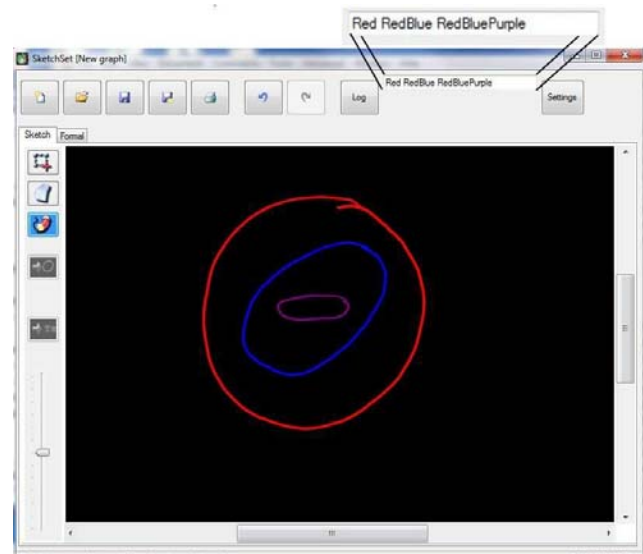 Red RedBlue RedBluePurple
SketchSet [New graph]
Log
Red RedBlue RedBluePurple
Settings
Sketch
Formal